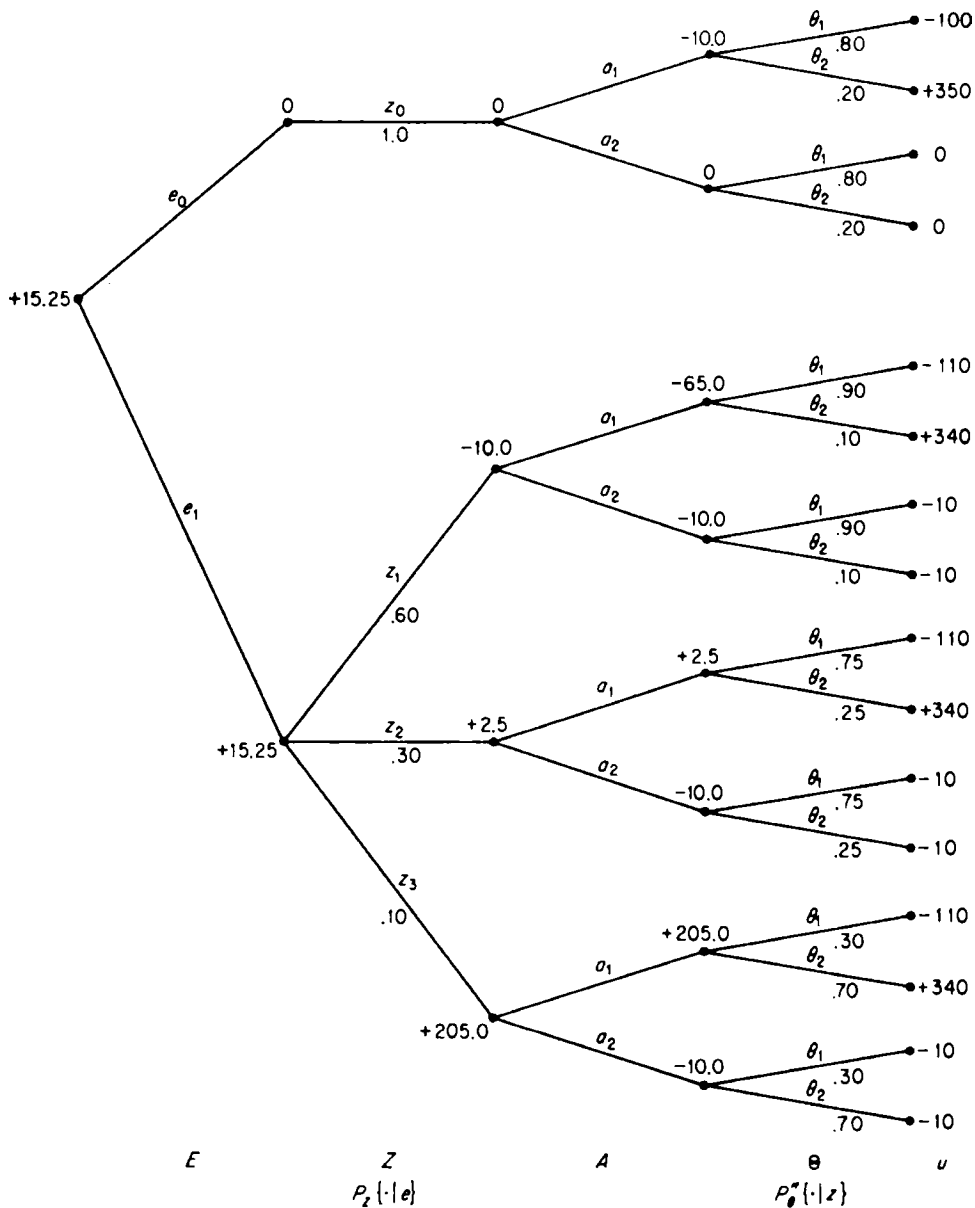 θ₁ -100
-10.0 .80
a₁ θ₂
.20 +350
0 z₀ 0
1.0
θ₁ 0
a₂ 0 .80
θ₂
.20 0
e₀
+15.25
θ₁ -110
-65.0 .90
a₁ θ₂
.10 +340
-10.0
e₁
θ₁ -10
a₂ -10.0 .90
θ₂
.10 -10
z₁
.60
θ₁ -110
+2.5 .75
a₁ θ₂
.25 +340
+15.25 z₂ +2.5
.30
θ₁ -10
a₂ -10.0 .75
θ₂
.25 -10
z₃
.10
θ₁ -110
+205.0 .30
a₁ θ₂
.70 +340
+205.0
θ₁ -10
a₂ -10.0 .30
θ₂
.70 -10
E Z A Θ u
P_z{·|e} P″_θ{·|z}